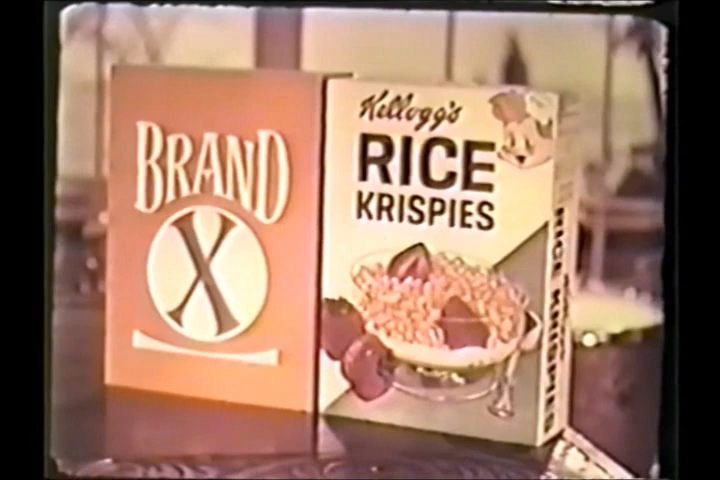 BRAND
X
Kellogg's
RICE
KRISPIES
RICE KRISPIES